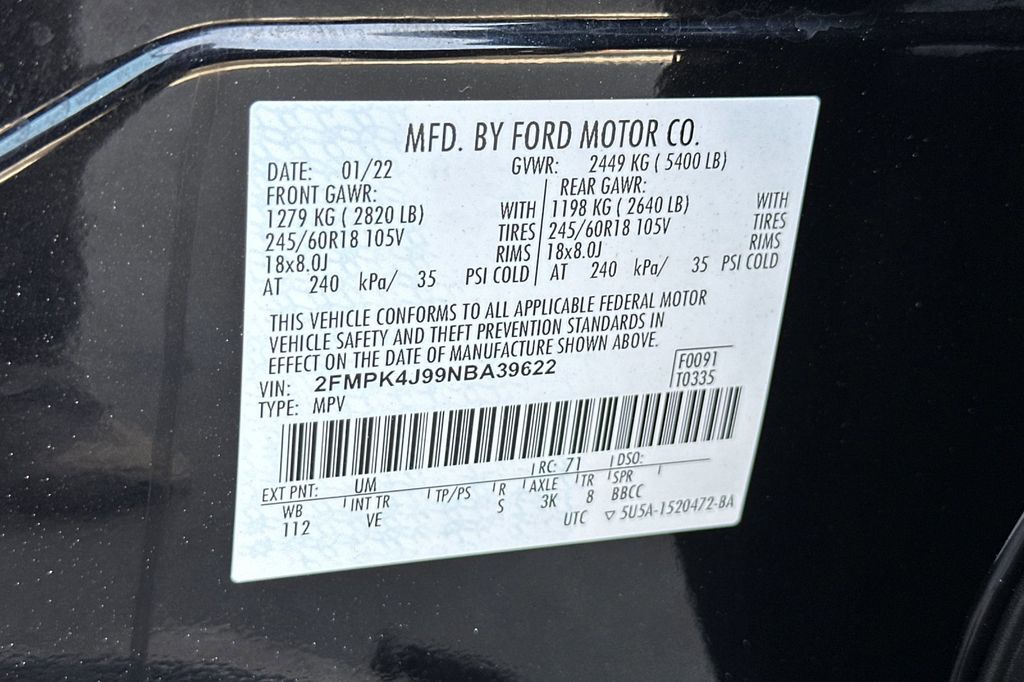 MFD. BY FORD MOTOR CO.
DATE: 01/22 GVWR: 2449 KG ( 5400 LB)
FRONT GAWR: REAR GAWR:
1279 KG ( 2820 LB) WITH 1198 KG ( 2640 LB) WITH
245/60R18 105V TIRES 245/60R18 105V TIRES
18x8.0J RIMS 18x8.0J RIMS
AT 240 kPa/ 35 PSI COLD AT 240 kPa/ 35 PSI COLD
THIS VEHICLE CONFORMS TO ALL APPLICABLE FEDERAL MOTOR
VEHICLE SAFETY AND THEFT PREVENTION STANDARDS IN
EFFECT ON THE DATE OF MANUFACTURE SHOWN ABOVE.
VIN: 2FMPK4J99NBA39622 F0091
TYPE: MPV T0335
EXT PNT: UM RC: 71 DSO:
WB INT TR TP/PS R AXLE TR SPR
112 VE S 3K 8 BBCC
UTC ▽ 5U5A-1520472-BA